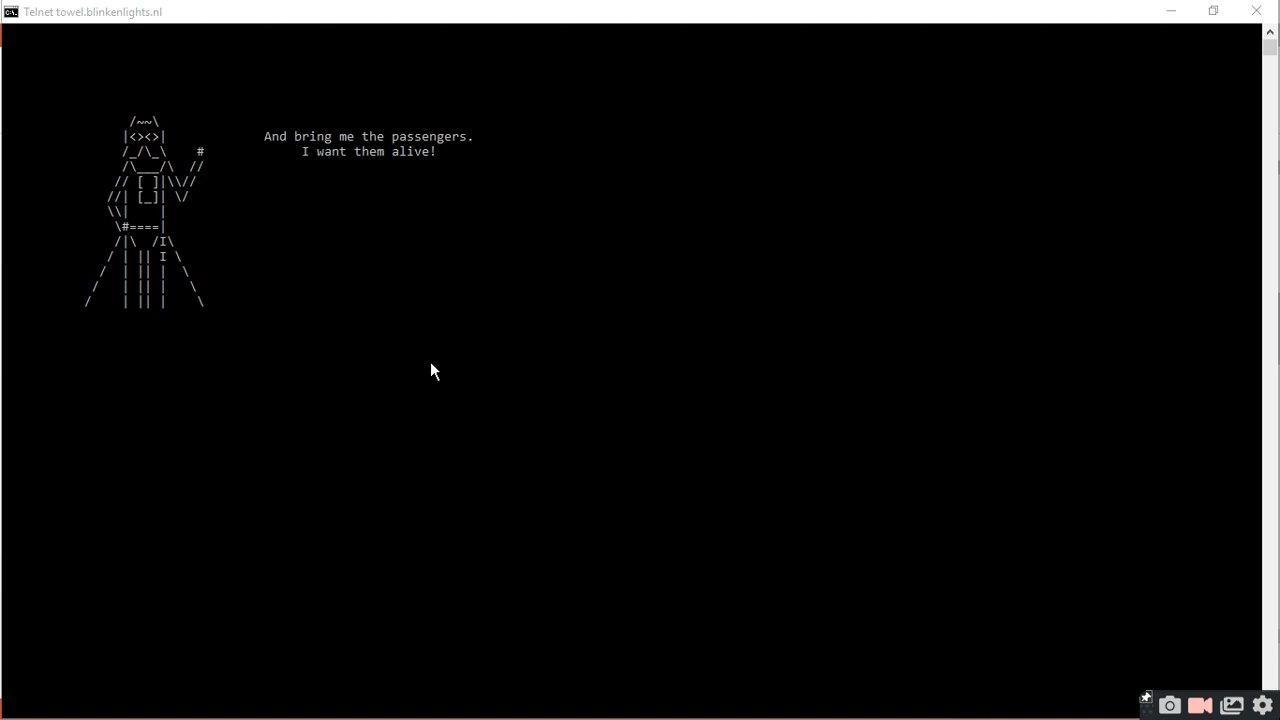 Telnet towel.blinkenlights.nl
And bring me the passengers.
I want them alive!